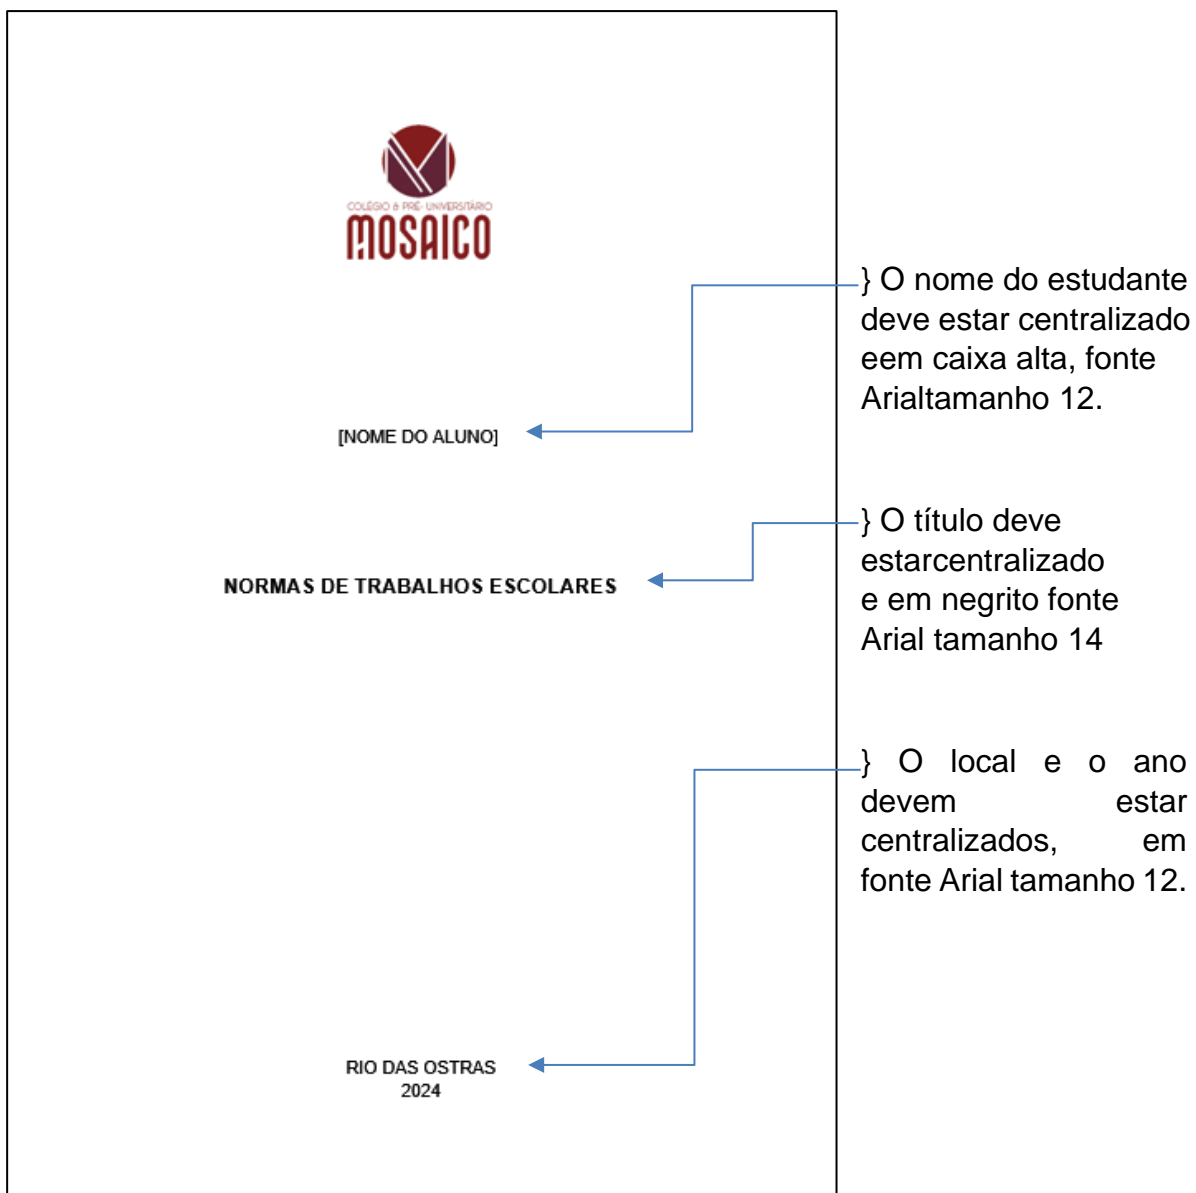 COLÉGIO & PRÉ- UNIVERSITÁRIO
MOSAICO
[NOME DO ALUNO]
NORMAS DE TRABALHOS ESCOLARES
RIO DAS OSTRAS
2024
} O nome do estudante
deve estar centralizado
eem caixa alta, fonte
Arialtamanho 12.
} O título deve
estarcentralizado
e em negrito fonte
Arial tamanho 14
} O local e o ano
devem estar
centralizados, em
fonte Arial tamanho 12.